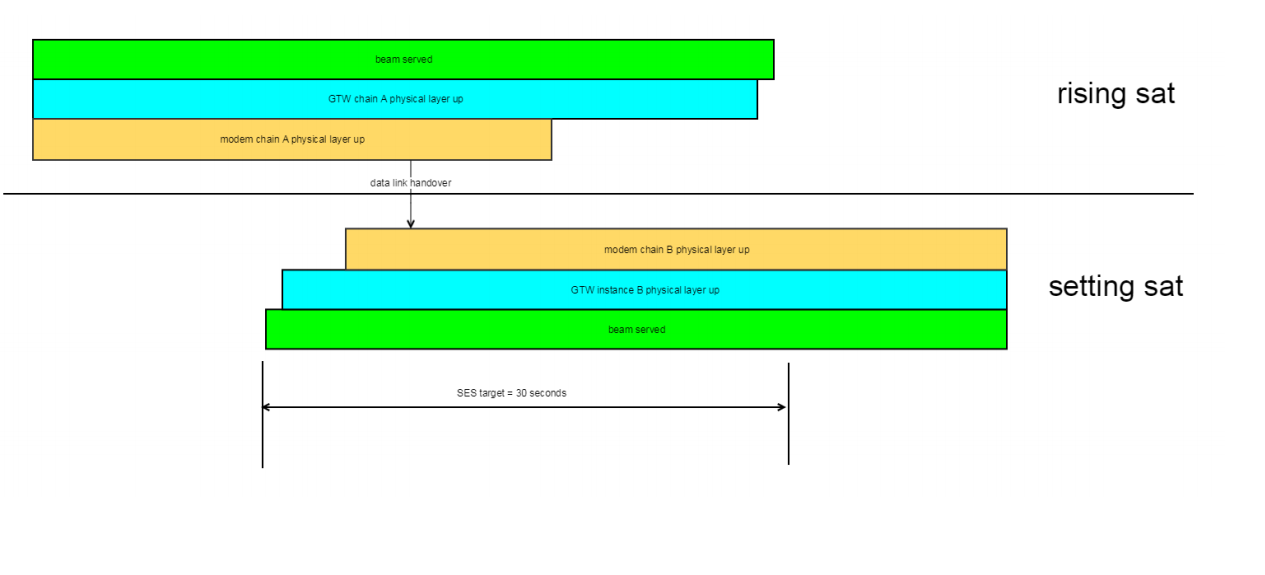 beam served
GTW chain A physical layer up
rising sat
modem chain A physical layer up
data link handover
modem chain B physical layer up
GTW instance B physical layer up
setting sat
beam served
SES target = 30 seconds